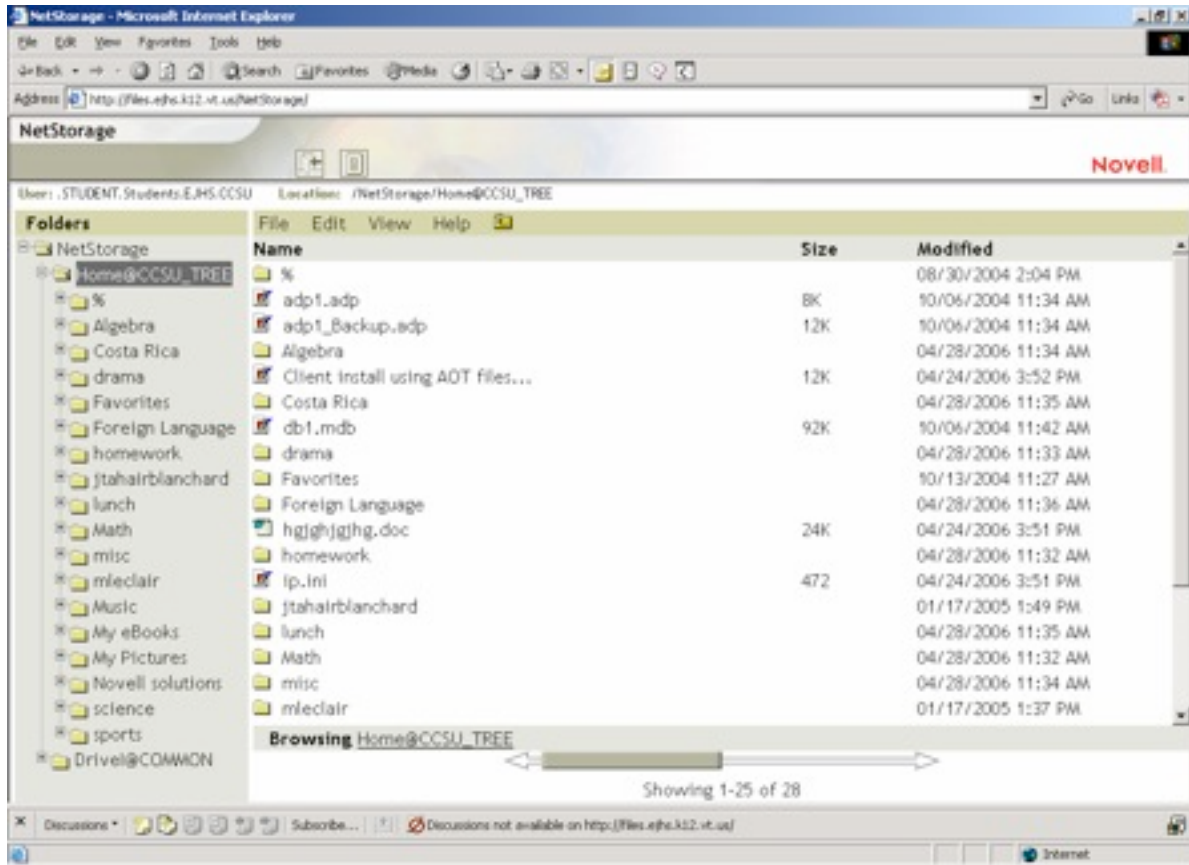 NetStorage - Microsoft Internet Explorer
File Edit View Favorites Tools Help
Back Search Favorites Media
Address http://files.ejhs.k12.vt.us/NetStorage/ Go Links
NetStorage
Novell.
User: .STUDENT.Students.EJHS.CCSU Location: /NetStorage/Home@CCSU_TREE
Folders File Edit View Help
NetStorage Name Size Modified
Home@CCSU_TREE % 08/30/2004 2:04 PM
% adp1.adp 8K 10/06/2004 11:34 AM
Algebra adp1_Backup.adp 12K 10/06/2004 11:34 AM
Costa Rica Algebra 04/28/2006 11:34 AM
drama Client install using AOT files... 12K 04/24/2006 3:52 PM
Favorites Costa Rica 04/28/2006 11:35 AM
Foreign Language db1.mdb 92K 10/06/2004 11:42 AM
homework drama 04/28/2006 11:33 AM
jtahairblanchard Favorites 10/13/2004 11:27 AM
lunch Foreign Language 04/28/2006 11:36 AM
Math hgjghjgjhg.doc 24K 04/24/2006 3:51 PM
misc homework 04/28/2006 11:32 AM
mleclair ip.ini 472 04/24/2006 3:51 PM
Music jtahairblanchard 01/17/2005 1:49 PM
My eBooks lunch 04/28/2006 11:35 AM
My Pictures Math 04/28/2006 11:32 AM
Novell solutions misc 04/28/2006 11:34 AM
science mleclair 01/17/2005 1:37 PM
sports Browsing Home@CCSU_TREE
Drivel@COMMON
Showing 1-25 of 28
Discussions Subscribe... Discussions not available on http://files.ejhs.k12.vt.us/
Internet